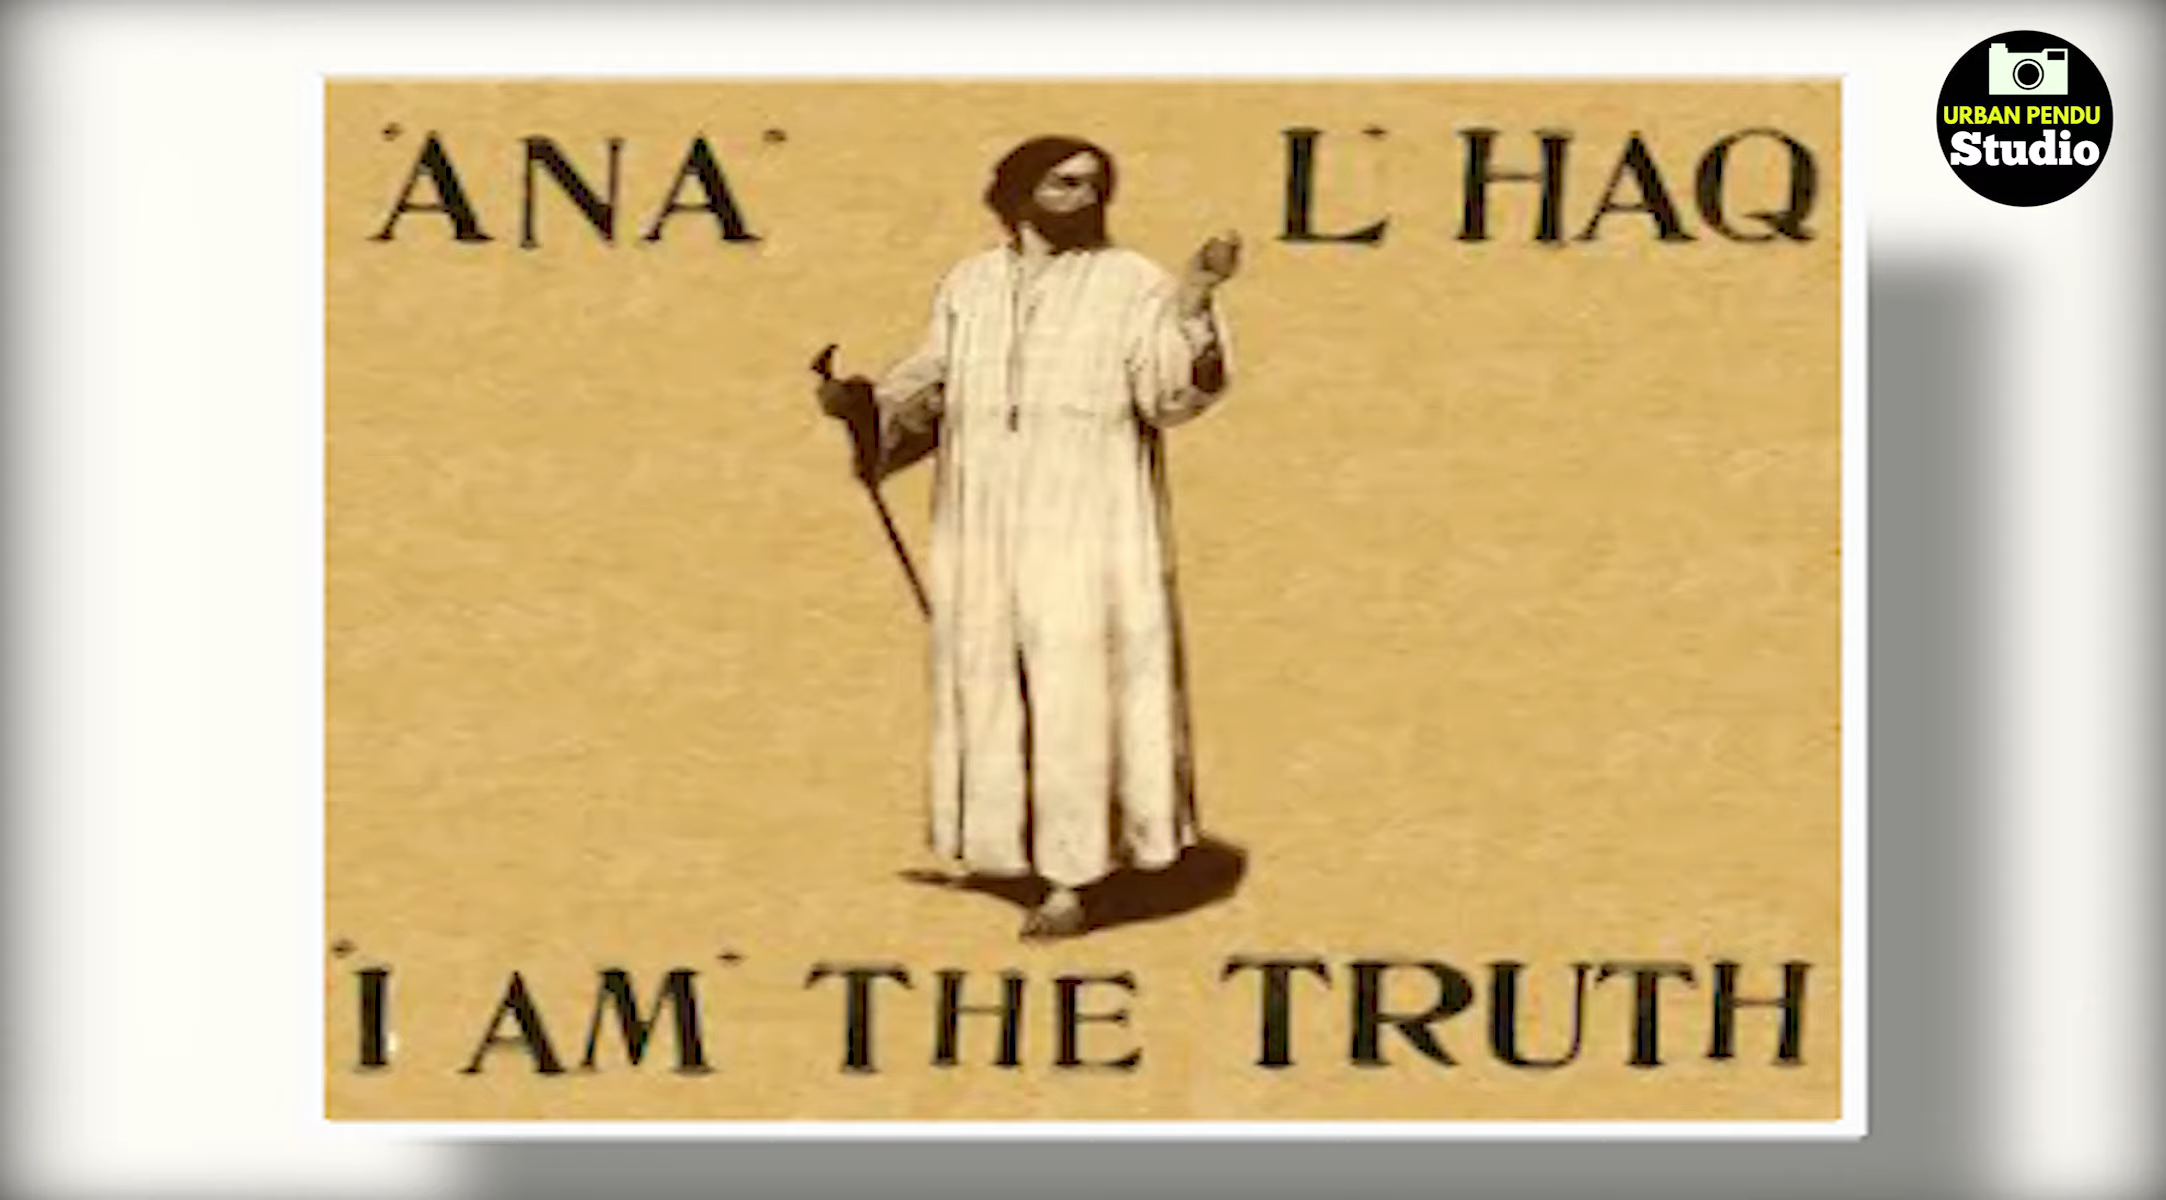 "ANA" L" HAQ
"I AM" THE TRUTH
URBAN PENDU
Studio